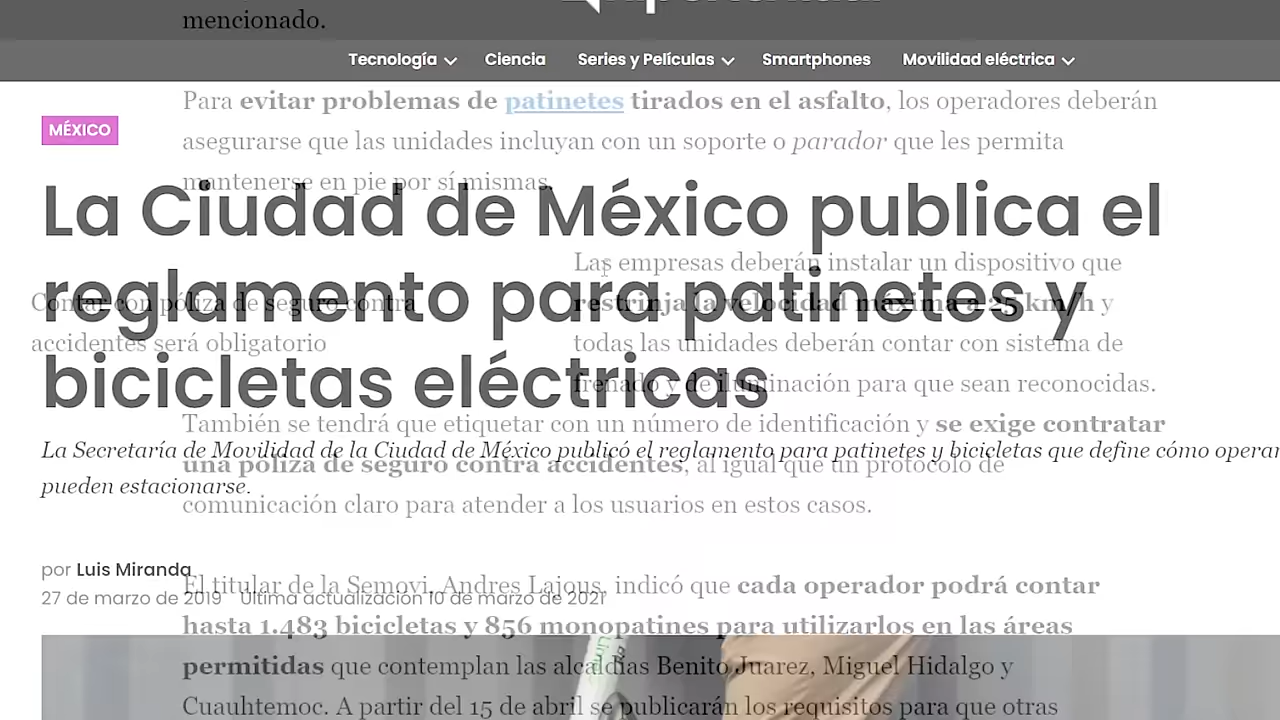 mencionado.
Tecnología
Ciencia
Series y Películas
Smartphones
Movilidad eléctrica
MÉXICO
La Ciudad de México publica el
reglamento para patinetes y
bicicletas eléctricas
La Secretaría de Movilidad de la Ciudad de México publicó el reglamento para patinetes y bicicletas que define cómo
pueden estacionarse.
por Luis Miranda
27 de marzo de 2019 Última actualización 10 de marzo de 2021
Para evitar problemas de patinetes tirados en el asfalto, los operadores deberán
asegurarse que las unidades incluyan con un soporte o parador que les permita
mantenerse en pie por sí mismas.
Contar con póliza de seguro contra
accidentes será obligatorio
Las empresas deberán instalar un dispositivo que
restrinja la velocidad máxima a 25 km/h y
todas las unidades deberán contar con sistema de
frenado y de iluminación para que sean reconocidas.
También se tendrá que etiquetar con un número de identificación y se exige contratar
una póliza de seguro contra accidentes, al igual que un protocolo de
comunicación claro para atender a los usuarios en estos casos.
El titular de la Semovi, Andres Lajous, indicó que cada operador podrá contar
hasta 1.483 bicicletas y 856 monopatines para utilizarlos en las áreas
permitidas que contemplan las alcaldías Benito Juarez, Miguel Hidalgo y
Cuauhtemoc. A partir del 15 de abril se publicarán los requisitos para que otras